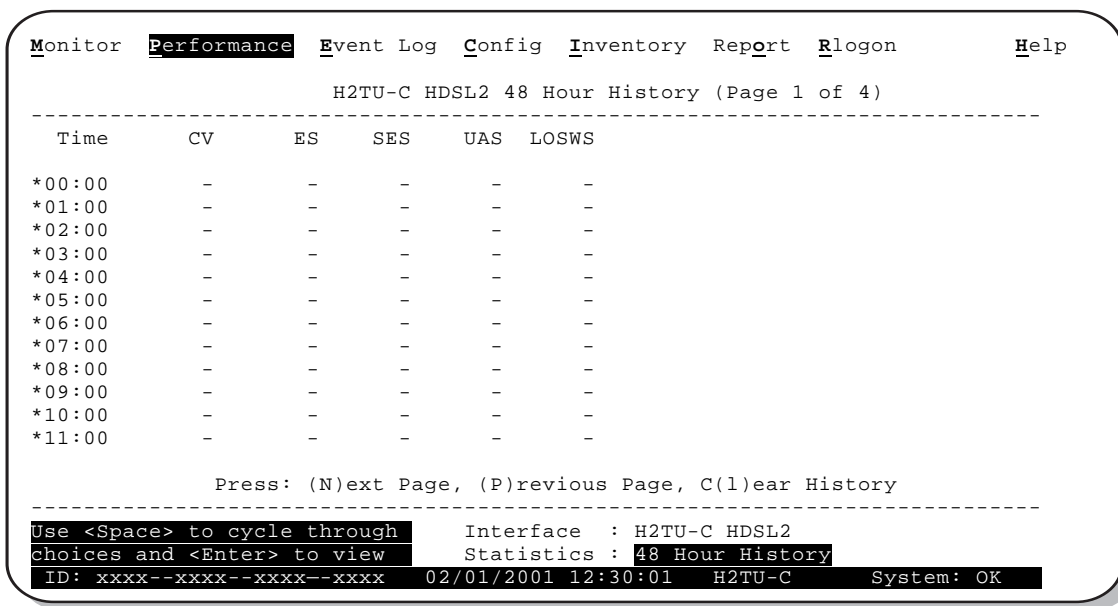 Monitor Performance Event Log Config Inventory Report Rlogon Help
H2TU-C HDSL2 48 Hour History (Page 1 of 4)
--------------------------------------------------------------------------------
Time CV ES SES UAS LOSWS
*00:00 - - - - -
*01:00 - - - - -
*02:00 - - - - -
*03:00 - - - - -
*04:00 - - - - -
*05:00 - - - - -
*06:00 - - - - -
*07:00 - - - - -
*08:00 - - - - -
*09:00 - - - - -
*10:00 - - - - -
*11:00 - - - - -
Press: (N)ext Page, (P)revious Page, C(l)ear History
--------------------------------------------------------------------------------
Use <Space> to cycle through Interface : H2TU-C HDSL2
choices and <Enter> to view Statistics : 48 Hour History
ID: xxxx--xxxx--xxxx—-xxxx 02/01/2001 12:30:01 H2TU-C System: OK